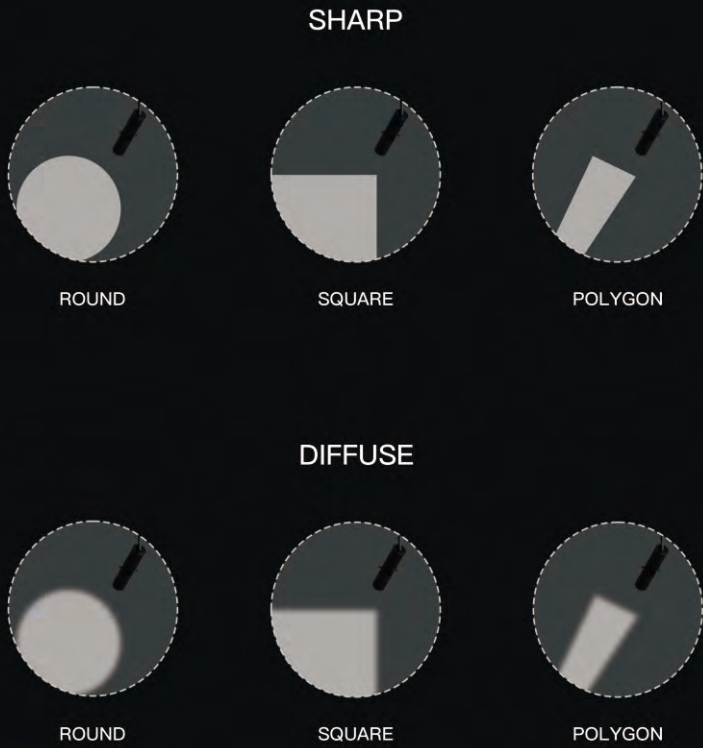 SHARP
ROUND
SQUARE
POLYGON
DIFFUSE
ROUND
SQUARE
POLYGON